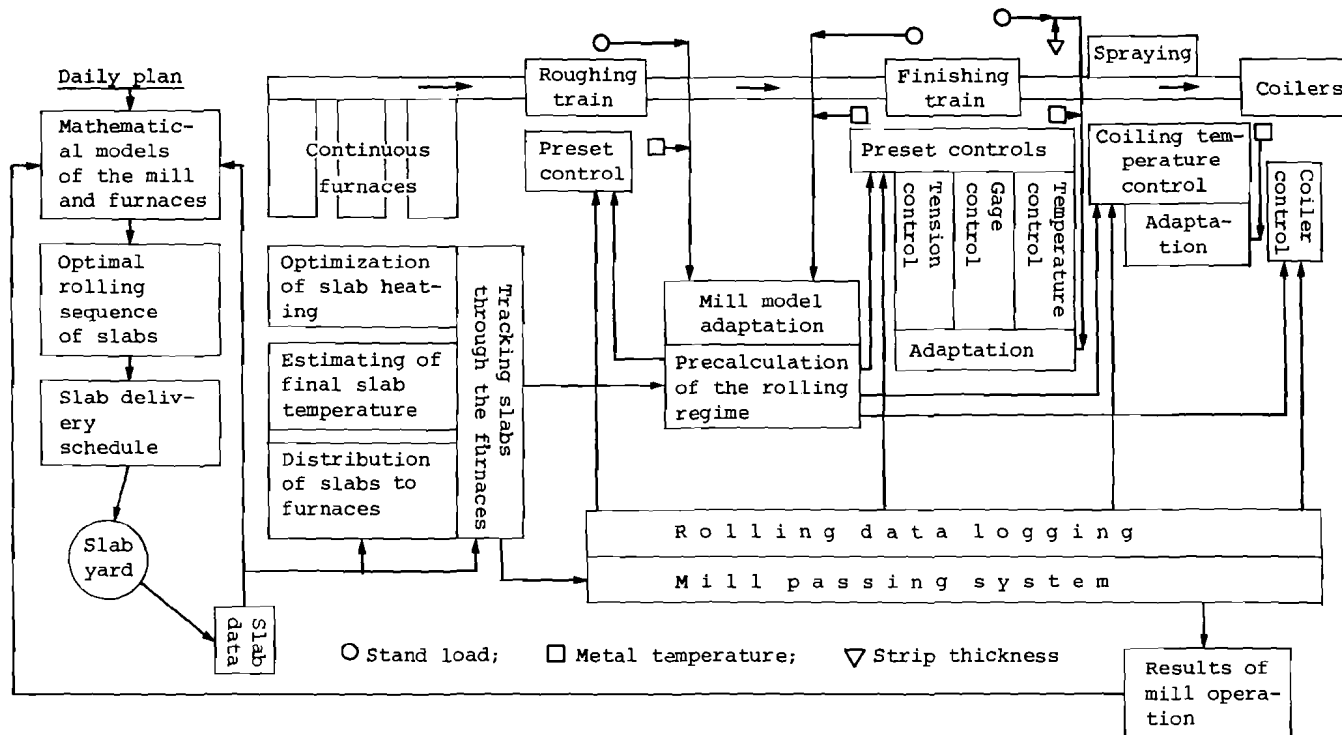 Daily plan
Mathematic-
al models
of the mill
and furnaces
Optimal
rolling
sequence
of slabs
Slab deliv-
ery
schedule
Slab
yard
Slab
data
Continuous
furnaces
Optimization
of slab heat-
ing
Estimating of
final slab
temperature
Distribution
of slabs to
furnaces
Tracking slabs
through the furnaces
Roughing
train
Preset
control
Mill model
adaptation
Precalculation
of the rolling
regime
Finishing
train
Preset controls
Tension
control
Gage
control
Temperature
control
Adaptation
Spraying
Coiling tem-
perature
control
Adapta-
tion
Coilers
Coiler
control
Rolling data logging
Mill passing system
Results of
mill opera-
tion
Stand load;
Metal temperature;
Strip thickness